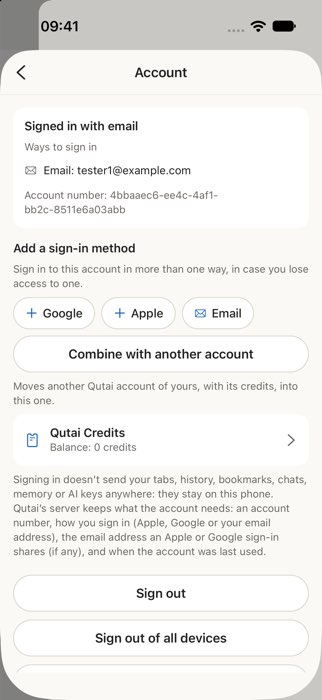 09:41
Account
Signed in with email
Ways to sign in
Email: tester1@example.com
Account number: 4bbaaec6-ee4c-4af1-
bb2c-8511e6a03abb
Add a sign-in method
Sign in to this account in more than one way, in case you lose
access to one.
+ Google
+ Apple
Email
Combine with another account
Moves another Qutai account of yours, with its credits, into
this one.
Qutai Credits
Balance: 0 credits
Signing in doesn't send your tabs, history, bookmarks, chats,
memory or AI keys anywhere: they stay on this phone.
Qutai's server keeps what the account needs: an account
number, how you sign in (Apple, Google or your email
address), the email address an Apple or Google sign-in
shares (if any), and when the account was last used.
Sign out
Sign out of all devices